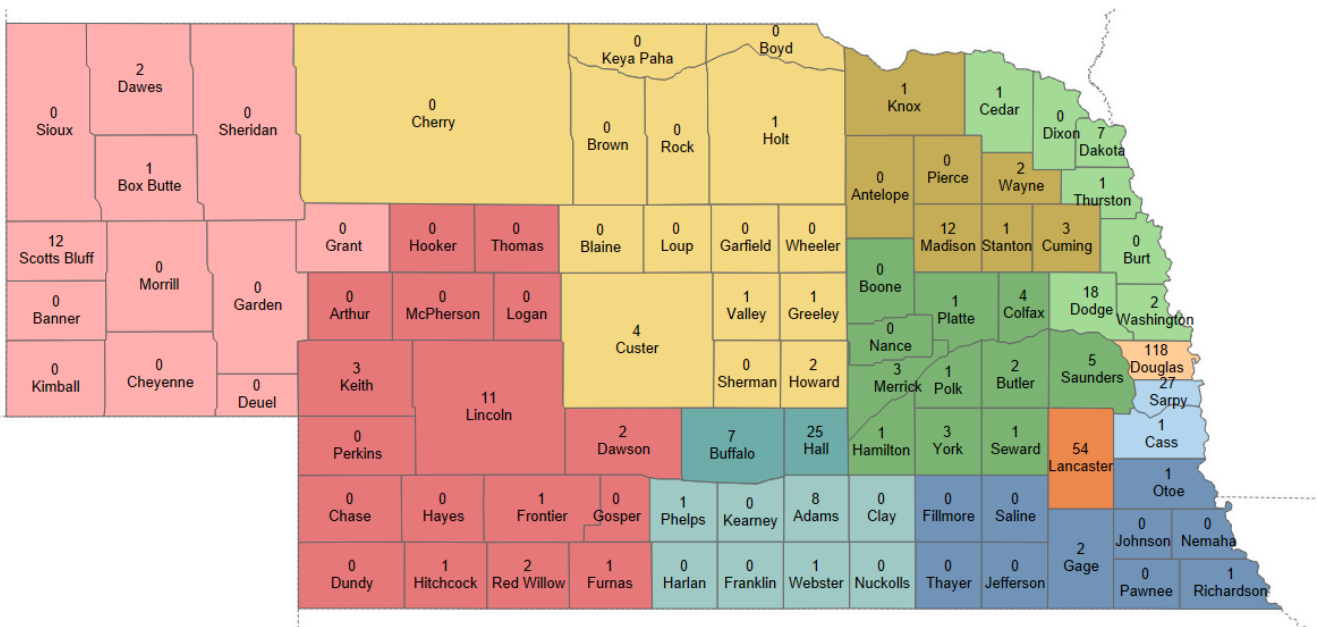 0
Sioux
2
Dawes
0
Sheridan
1
Box Butte
12
Scotts Bluff
0
Banner
0
Kimball
0
Morrill
0
Cheyenne
0
Garden
0
Deuel
0
Cherry
0
Keya Paha
0
Boyd
0
Brown
0
Rock
1
Holt
0
Grant
0
Hooker
0
Thomas
0
Blaine
0
Loup
0
Garfield
0
Wheeler
0
Arthur
0
McPherson
0
Logan
4
Custer
1
Valley
1
Greeley
0
Sherman
2
Howard
3
Keith
11
Lincoln
0
Perkins
2
Dawson
7
Buffalo
25
Hall
0
Chase
0
Hayes
1
Frontier
0
Gosper
1
Phelps
0
Kearney
8
Adams
0
Clay
0
Dundy
1
Hitchcock
2
Red Willow
1
Furnas
0
Harlan
0
Franklin
1
Webster
0
Nuckolls
1
Knox
1
Cedar
0
Dixon
7
Dakota
0
Antelope
0
Pierce
2
Wayne
1
Thurston
12
Madison
1
Stanton
3
Cuming
0
Burt
0
Boone
1
Platte
4
Colfax
18
Dodge
2
Washington
0
Nance
3
Merrick
1
Polk
2
Butler
5
Saunders
118
Douglas
27
Sarpy
1
Hamilton
3
York
1
Seward
54
Lancaster
1
Cass
1
Otoe
0
Fillmore
0
Saline
0
Thayer
0
Jefferson
2
Gage
0
Johnson
0
Nemaha
0
Pawnee
1
Richardson